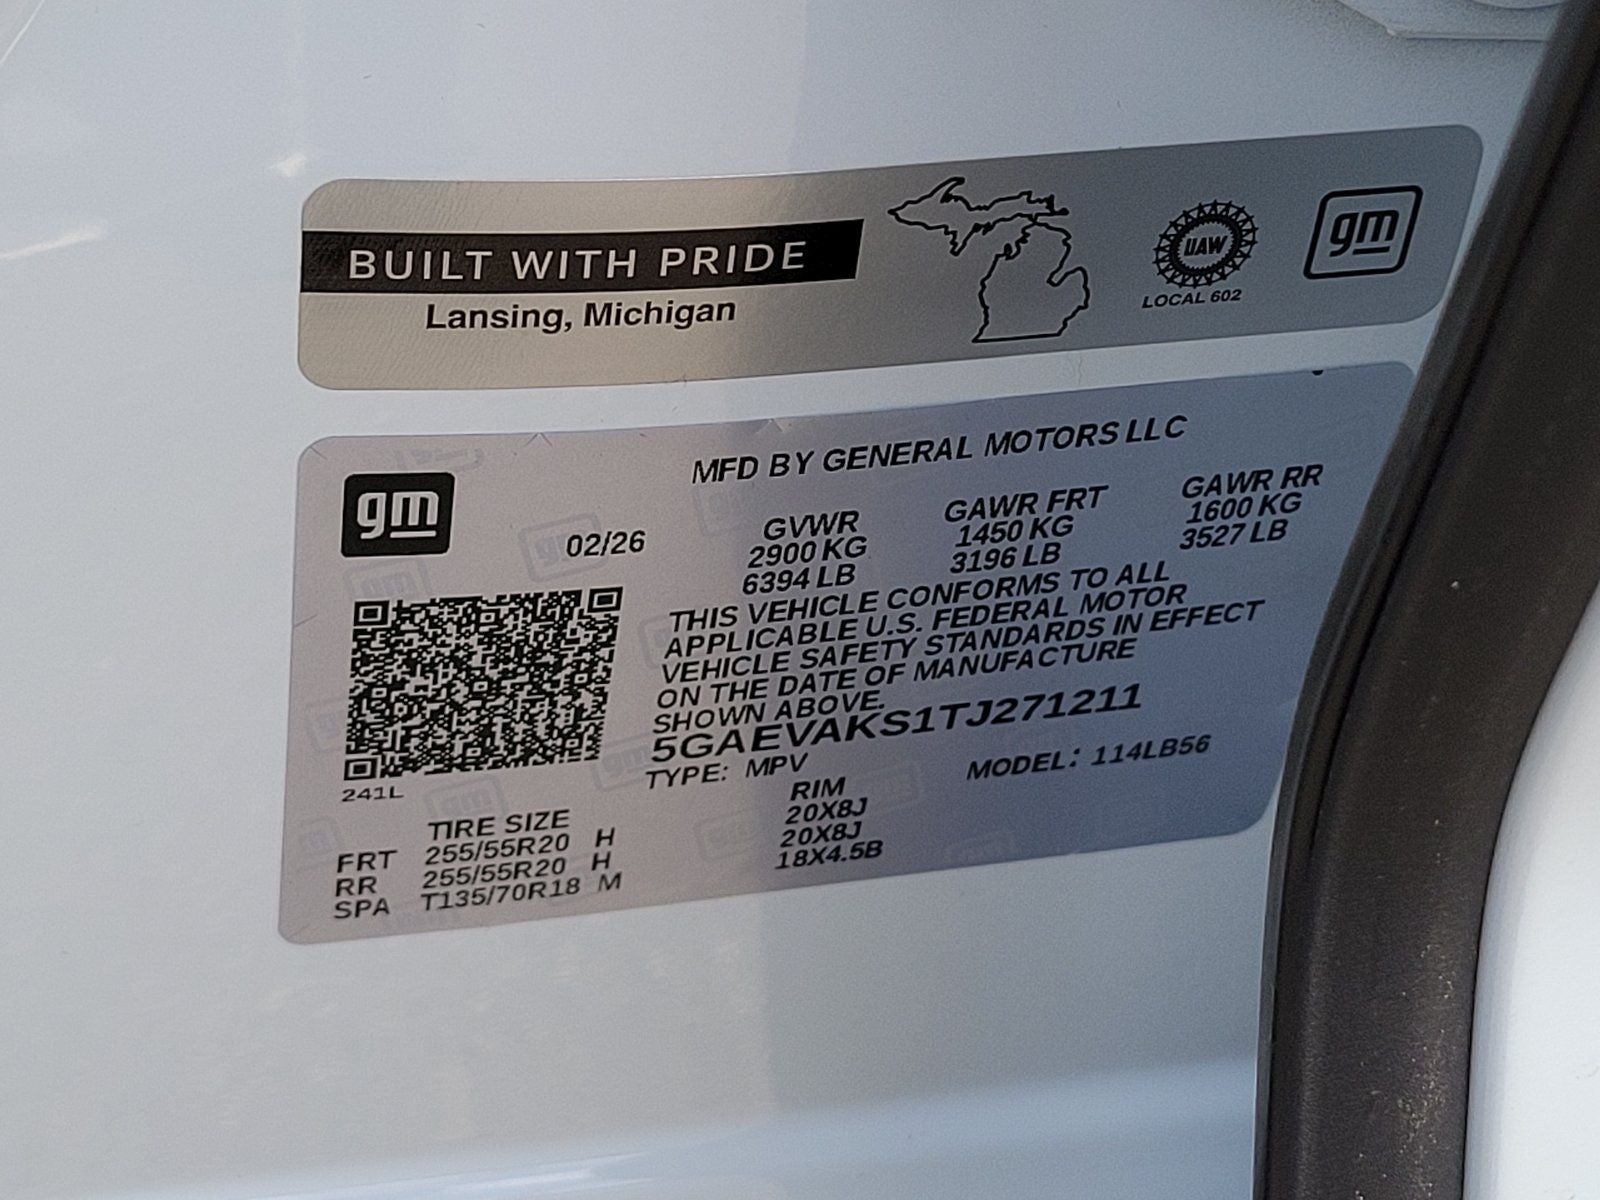 BUILT WITH PRIDE
Lansing, Michigan
UAW
LOCAL 602
gm
gm
MFD BY GENERAL MOTORS LLC
02/26
GVWR GAWR FRT GAWR RR
2900 KG 1450 KG 1600 KG
6394 LB 3196 LB 3527 LB
THIS VEHICLE CONFORMS TO ALL
APPLICABLE U.S. FEDERAL MOTOR
VEHICLE SAFETY STANDARDS IN EFFECT
ON THE DATE OF MANUFACTURE
SHOWN ABOVE.
5GAEVAKS1TJ271211
TYPE: MPV MODEL: 114LB56
241L
TIRE SIZE RIM
FRT 255/55R20 H 20X8J
RR 255/55R20 H 20X8J
SPA T135/70R18 M 18X4.5B